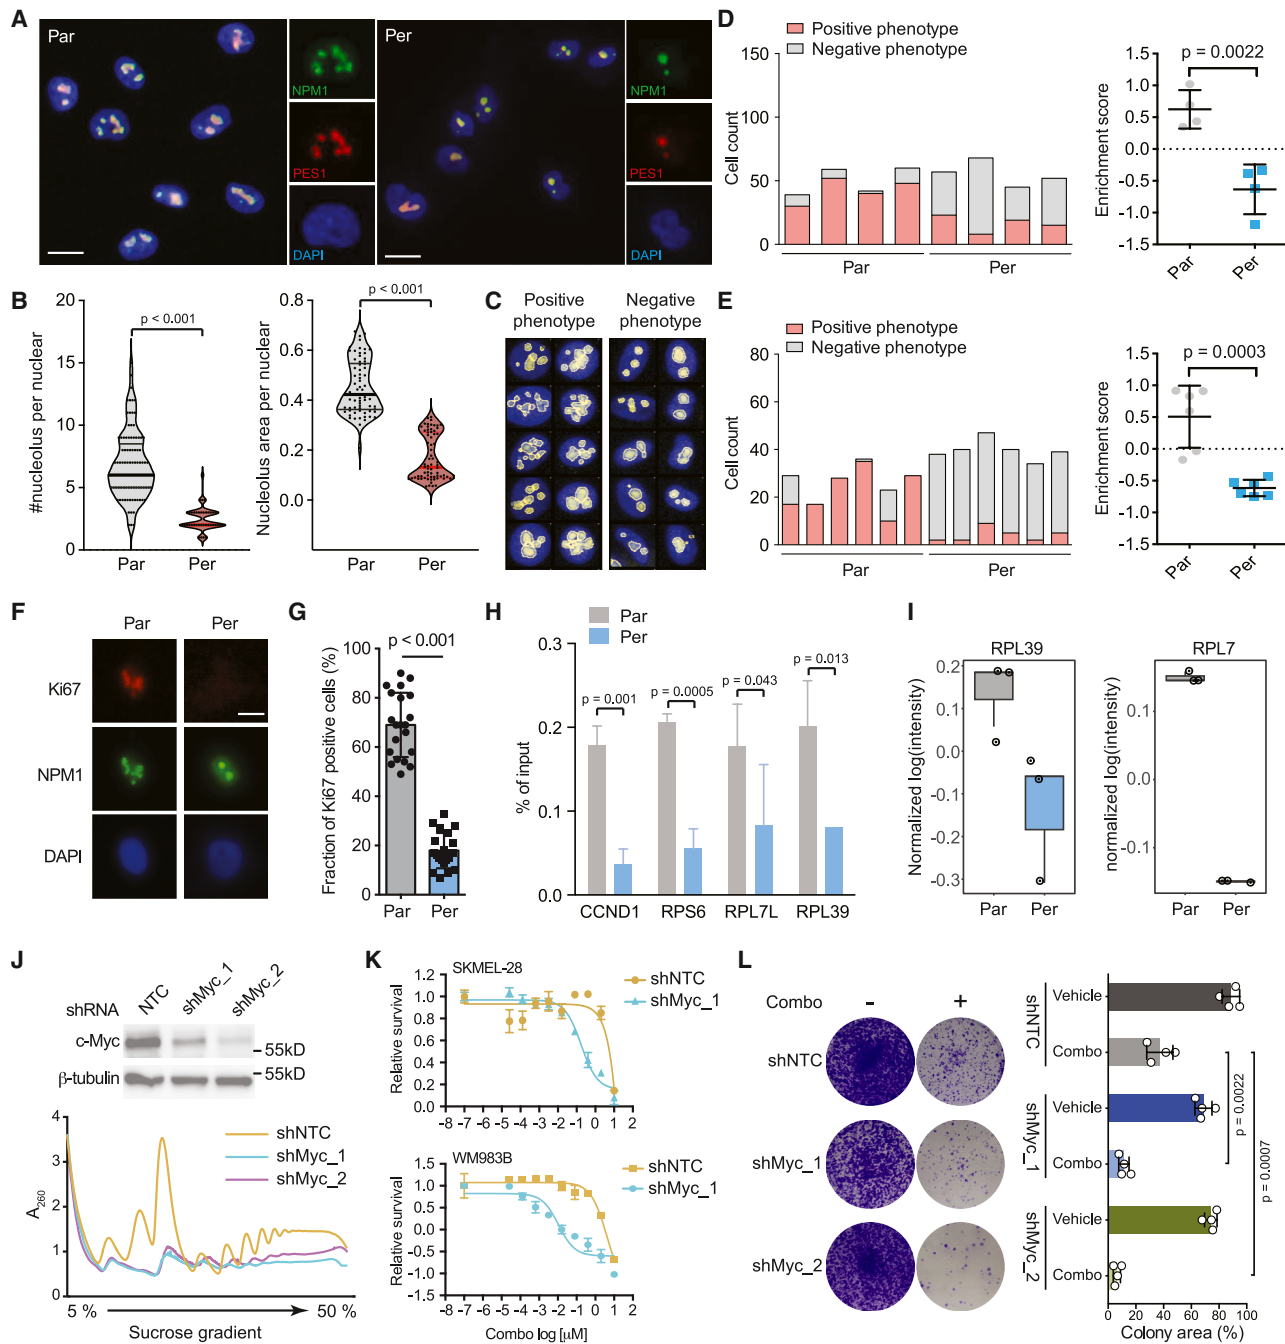 A
Par
NPM1
PES1
DAPI
Per
NPM1
PES1
DAPI
B
#nucleolus per nuclear
20
15
10
5
0
p < 0.001
Par
Per
Nucleolus area per nuclear
0.8
0.6
0.4
0.2
0.0
p < 0.001
Par
Per
C
Positive phenotype
Negative phenotype
D
Positive phenotype
Negative phenotype
Cell count
150
100
50
0
Par
Per
p = 0.0022
Enrichment score
1.5
1.0
0.5
0.0
-0.5
-1.0
-1.5
Par
Per
E
Positive phenotype
Negative phenotype
Cell count
80
60
40
20
0
Par
Per
p = 0.0003
Enrichment score
1.5
1.0
0.5
0.0
-0.5
-1.0
-1.5
Par
Per
F
Par
Per
Ki67
NPM1
DAPI
G
p < 0.001
Fraction of Ki67 positive cells (%)
100
80
60
40
20
0
Par
Per
H
Par
Per
% of input
0.3
0.2
0.1
0.0
p = 0.001
p = 0.0005
p = 0.043
p = 0.013
CCND1
RPS6
RPL7L
RPL39
I
RPL39
Normalized log(intensity)
0.2
0.1
0.0
-0.1
-0.2
-0.3
Par
Per
RPL7
normalized log(intensity)
0.1
0.0
-0.1
Par
Per
J
shRNA
NTC
shMyc_1
shMyc_2
c-Myc
55kD
β-tubulin
55kD
A260
4
3
2
1
0
shNTC
shMyc_1
shMyc_2
5 %
50 %
Sucrose gradient
K
SKMEL-28
shNTC
shMyc_1
Relative survival
1.2
1.0
0.8
0.6
0.4
0.2
0.0
-8 -7 -6 -5 -4 -3 -2 -1 0 1 2
WM983B
shNTC
shMyc_1
Relative survival
1.5
1.0
0.5
0.0
-0.5
-1.0
-1.5
-8 -7 -6 -5 -4 -3 -2 -1 0 1 2
Combo log [µM]
L
Combo
-
+
shNTC
shMyc_1
shMyc_2
shNTC
Vehicle
Combo
shMyc_1
Vehicle
Combo
shMyc_2
Vehicle
Combo
p = 0.0022
p = 0.0007
0 20 40 60 80 100
Colony area (%)